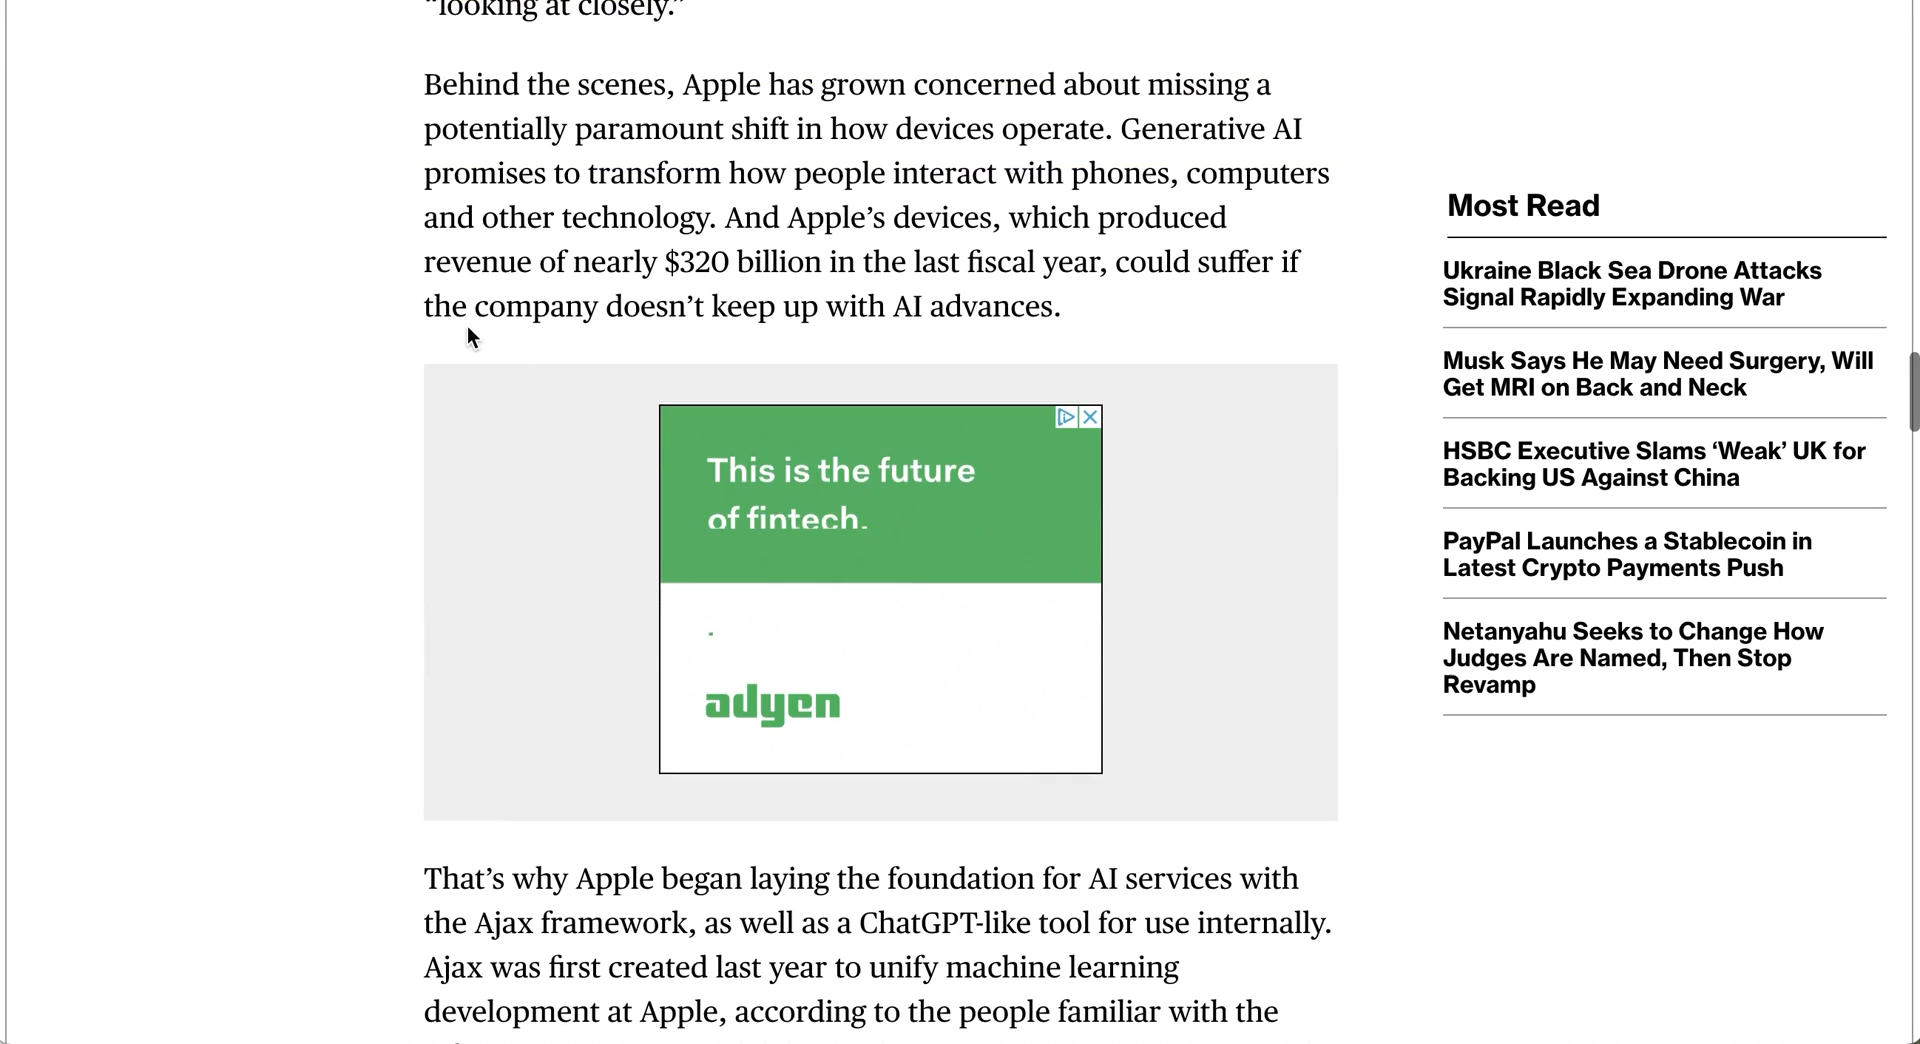 “looking at closely.”
Behind the scenes, Apple has grown concerned about missing a
potentially paramount shift in how devices operate. Generative AI
promises to transform how people interact with phones, computers
and other technology. And Apple’s devices, which produced
revenue of nearly $320 billion in the last fiscal year, could suffer if
the company doesn’t keep up with AI advances.
This is the future
of fintech.
adyen
That’s why Apple began laying the foundation for AI services with
the Ajax framework, as well as a ChatGPT-like tool for use internally.
Ajax was first created last year to unify machine learning
development at Apple, according to the people familiar with the
Most Read
Ukraine Black Sea Drone Attacks
Signal Rapidly Expanding War
Musk Says He May Need Surgery, Will
Get MRI on Back and Neck
HSBC Executive Slams ‘Weak’ UK for
Backing US Against China
PayPal Launches a Stablecoin in
Latest Crypto Payments Push
Netanyahu Seeks to Change How
Judges Are Named, Then Stop
Revamp